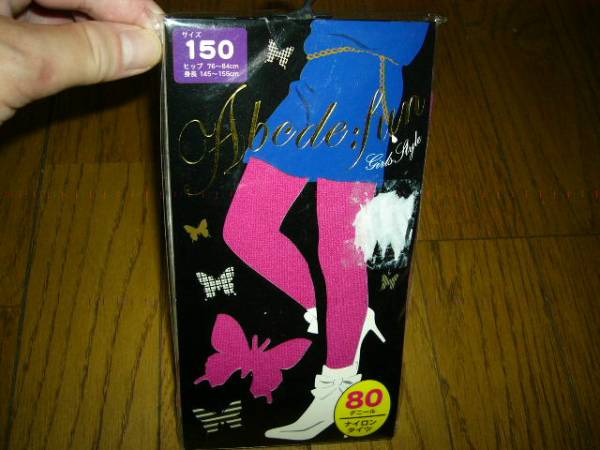 サイズ
150
ヒップ 76～84cm
身長 145～155cm
Abcde:fun
Girls Style
80
デニール
ナイロン
タイツ